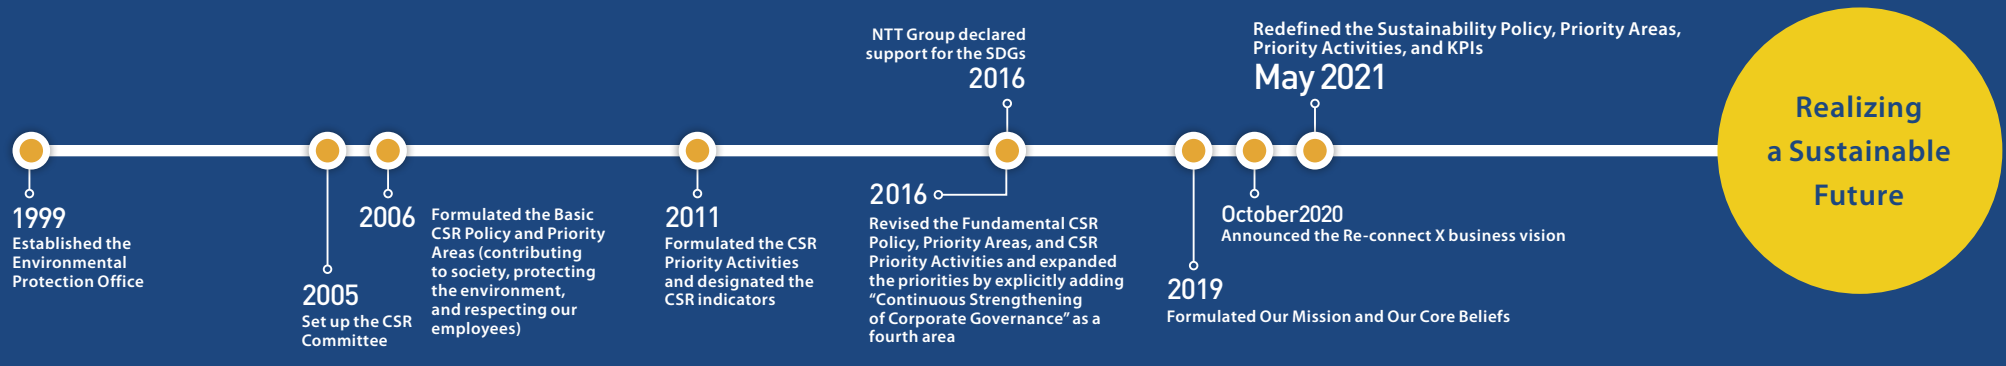 1999
Established the
Environmental
Protection Office
2005
Set up the CSR
Committee
2006
Formulated the Basic
CSR Policy and Priority
Areas (contributing
to society, protecting
the environment,
and respecting our
employees)
2011
Formulated the CSR
Priority Activities
and designated the
CSR indicators
NTT Group declared
support for the SDGs
2016
2016
Revised the Fundamental CSR
Policy, Priority Areas, and CSR
Priority Activities and expanded
the priorities by explicitly adding
“Continuous Strengthening
of Corporate Governance” as a
fourth area
2019
Formulated Our Mission and Our Core Beliefs
October2020
Announced the Re-connect X business vision
Redefined the Sustainability Policy, Priority Areas,
Priority Activities, and KPIs
May 2021
Realizing
a Sustainable
Future